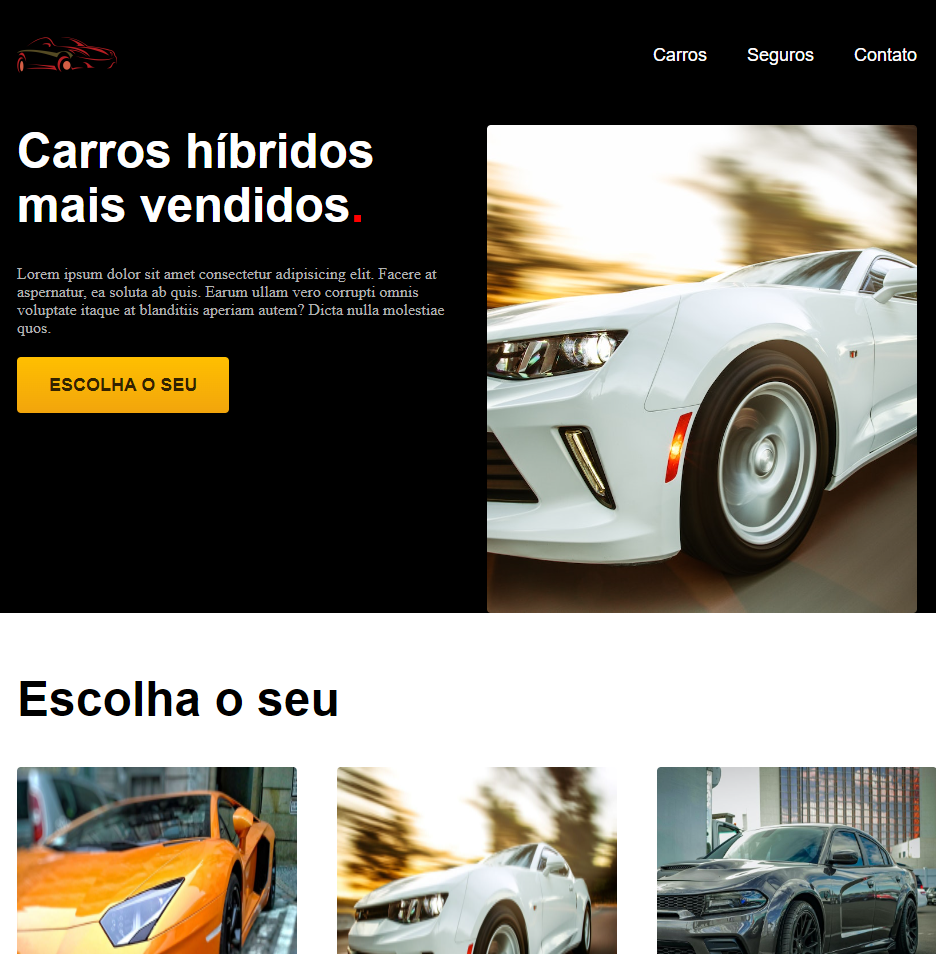 Carros
Seguros
Contato
Carros híbridos
mais vendidos.
Lorem ipsum dolor sit amet consectetur adipisicing elit. Facere at
aspernatur, ea soluta ab quis. Earum ullam vero corrupti omnis
voluptate itaque at blanditiis aperiam autem? Dicta nulla molestiae
quos.
ESCOLHA O SEU
Escolha o seu